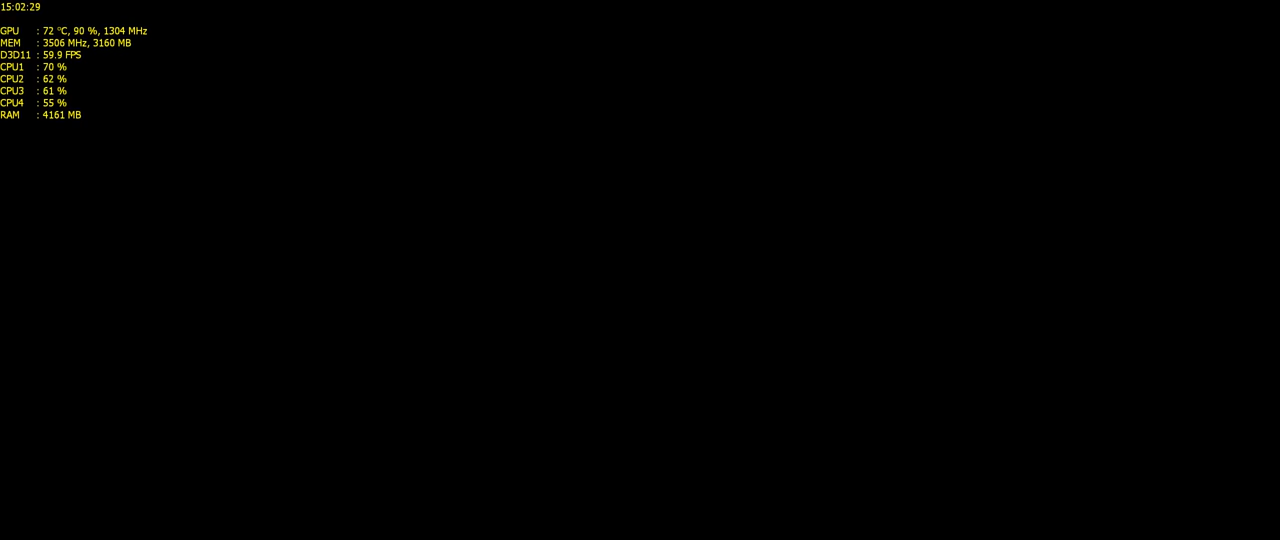 15:02:29
GPU : 72 °C, 90 %, 1304 MHz
MEM : 3506 MHz, 3160 MB
D3D11 : 59.9 FPS
CPU1 : 70 %
CPU2 : 62 %
CPU3 : 61 %
CPU4 : 55 %
RAM : 4161 MB